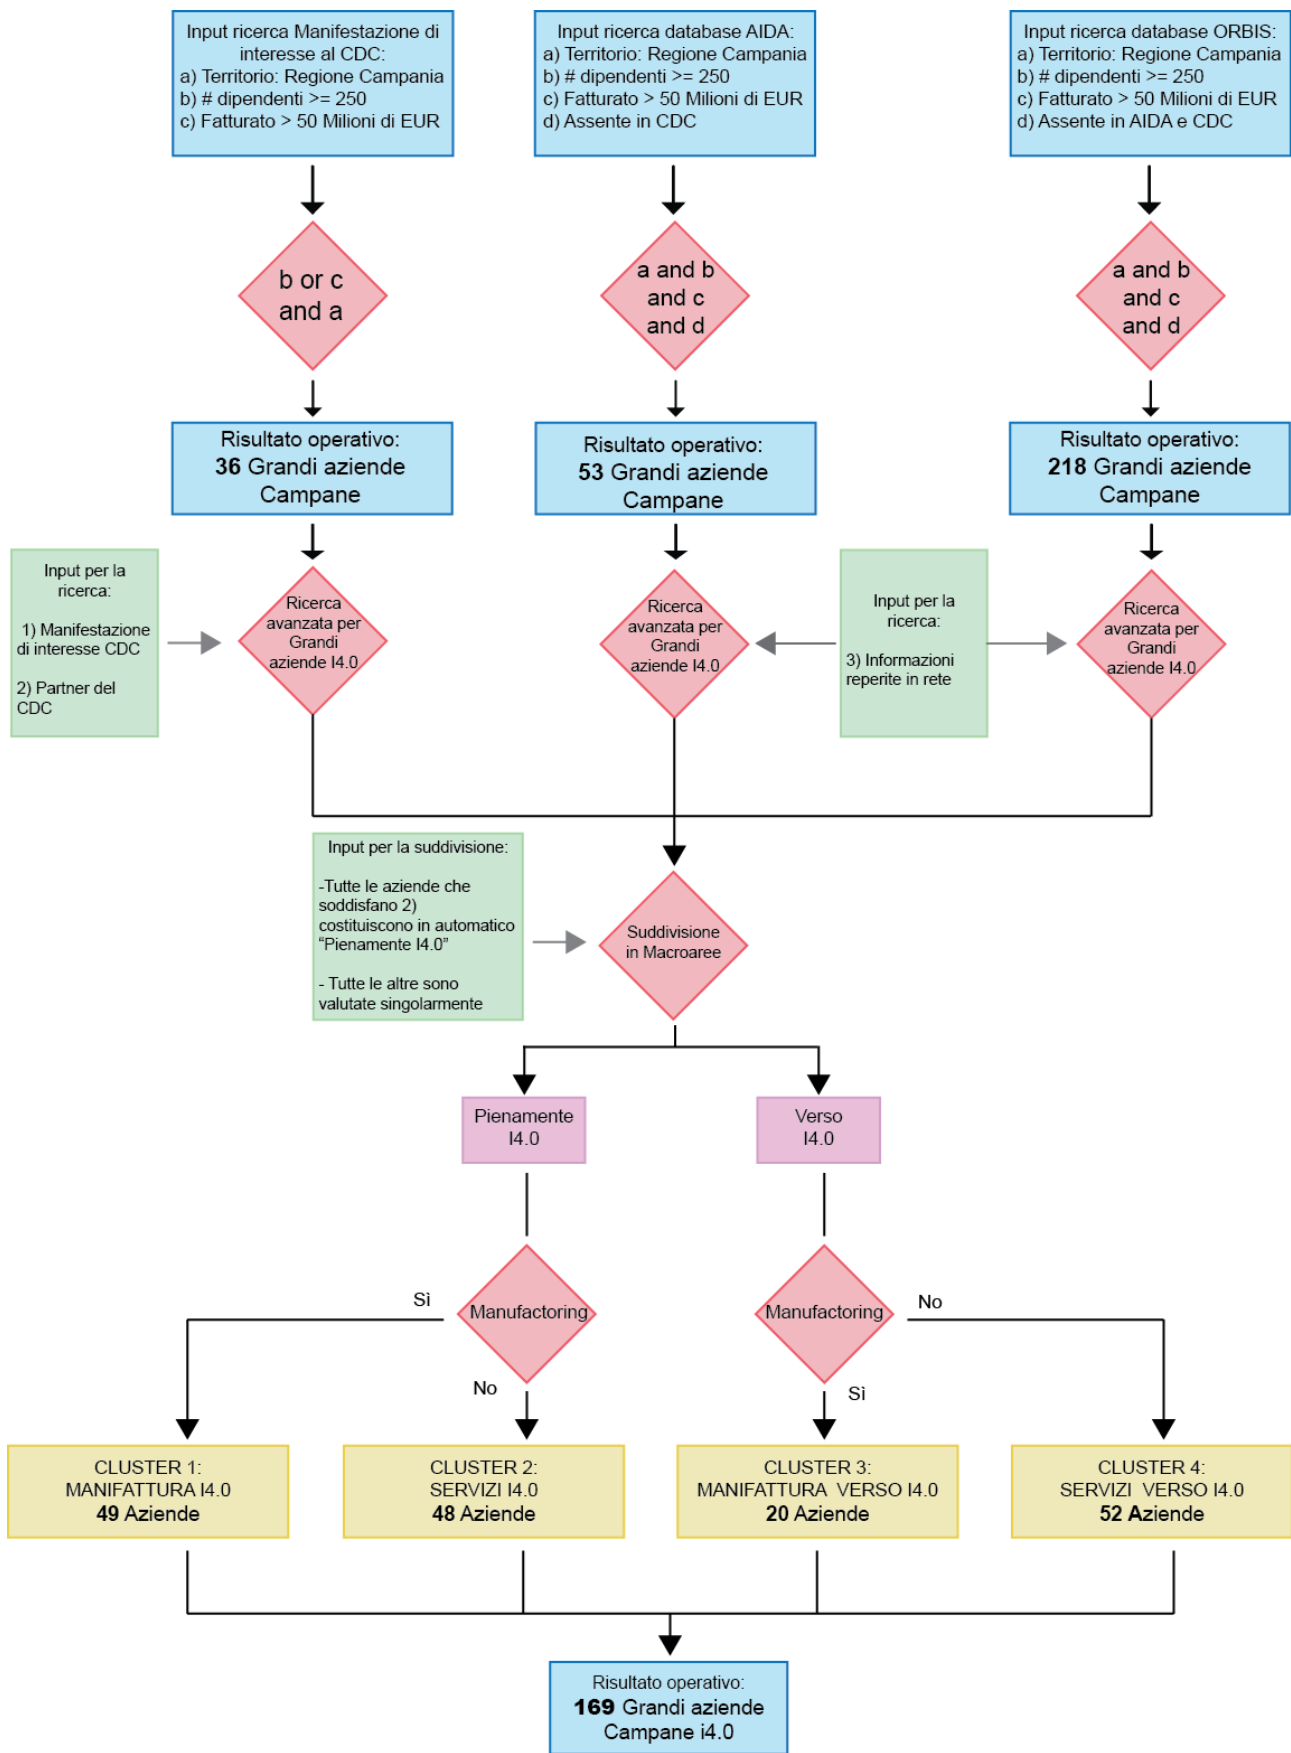 Input ricerca Manifestazione di
interesse al CDC:
a) Territorio: Regione Campania
b) # dipendenti >= 250
c) Fatturato > 50 Milioni di EUR
Input ricerca database AIDA:
a) Territorio: Regione Campania
b) # dipendenti >= 250
c) Fatturato > 50 Milioni di EUR
d) Assente in CDC
Input ricerca database ORBIS:
a) Territorio: Regione Campania
b) # dipendenti >= 250
c) Fatturato > 50 Milioni di EUR
d) Assente in AIDA e CDC
b or c
and a
a and b
and c
and d
a and b
and c
and d
Risultato operativo:
36 Grandi aziende
Campane
Risultato operativo:
53 Grandi aziende
Campane
Risultato operativo:
218 Grandi aziende
Campane
Input per la
ricerca:
1) Manifestazione
di interesse CDC
2) Partner del
CDC
Ricerca
avanzata per
Grandi
aziende I4.0
Ricerca
avanzata per
Grandi
aziende I4.0
Input per la
ricerca:
3) Informazioni
reperite in rete
Ricerca
avanzata per
Grandi
aziende I4.0
Input per la suddivisione:
-Tutte le aziende che
soddisfano 2)
costituiscono in automatico
“Pienamente I4.0”
- Tutte le altre sono
valutate singolarmente
Suddivisione
in Macroaree
Pienamente
I4.0
Verso
I4.0
Sì
Manufactoring
No
Manufactoring
No
Sì
CLUSTER 1:
MANIFATTURA I4.0
49 Aziende
CLUSTER 2:
SERVIZI I4.0
48 Aziende
CLUSTER 3:
MANIFATTURA VERSO I4.0
20 Aziende
CLUSTER 4:
SERVIZI VERSO I4.0
52 Aziende
Risultato operativo:
169 Grandi aziende
Campane i4.0